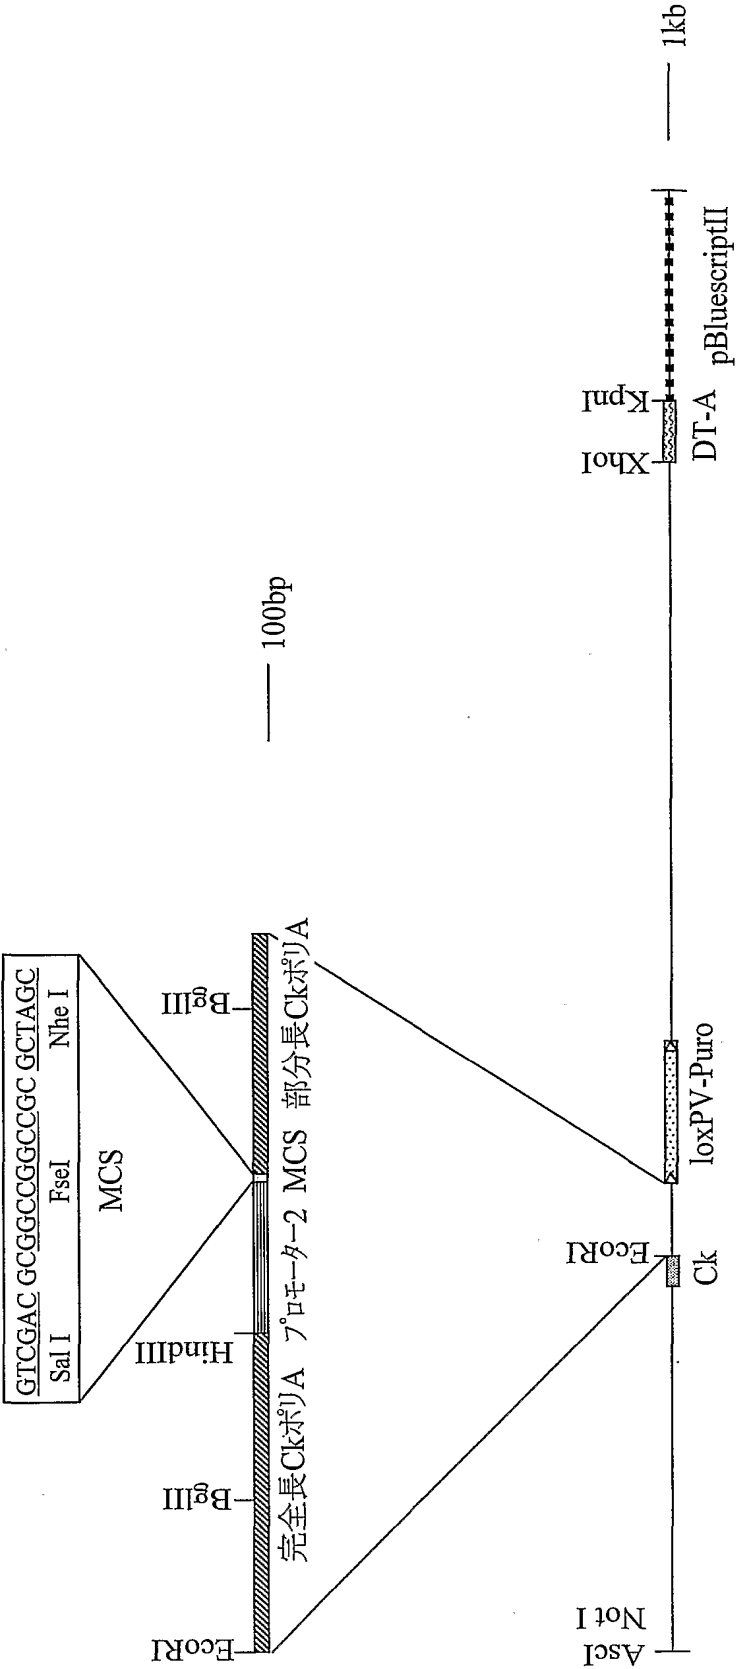 GTCGAC GCGGCCGGCCGC GCTAGC
Sal I FseI Nhe I
MCS
EcoRI BglII HindIII BglII
完全長CkポリA プロモーター2 MCS 部分長CkポリA
100bp
AscI Not I EcoRI XhoI KpnI
Ck loxPV-Puro DT-A pBluescriptII
1kb